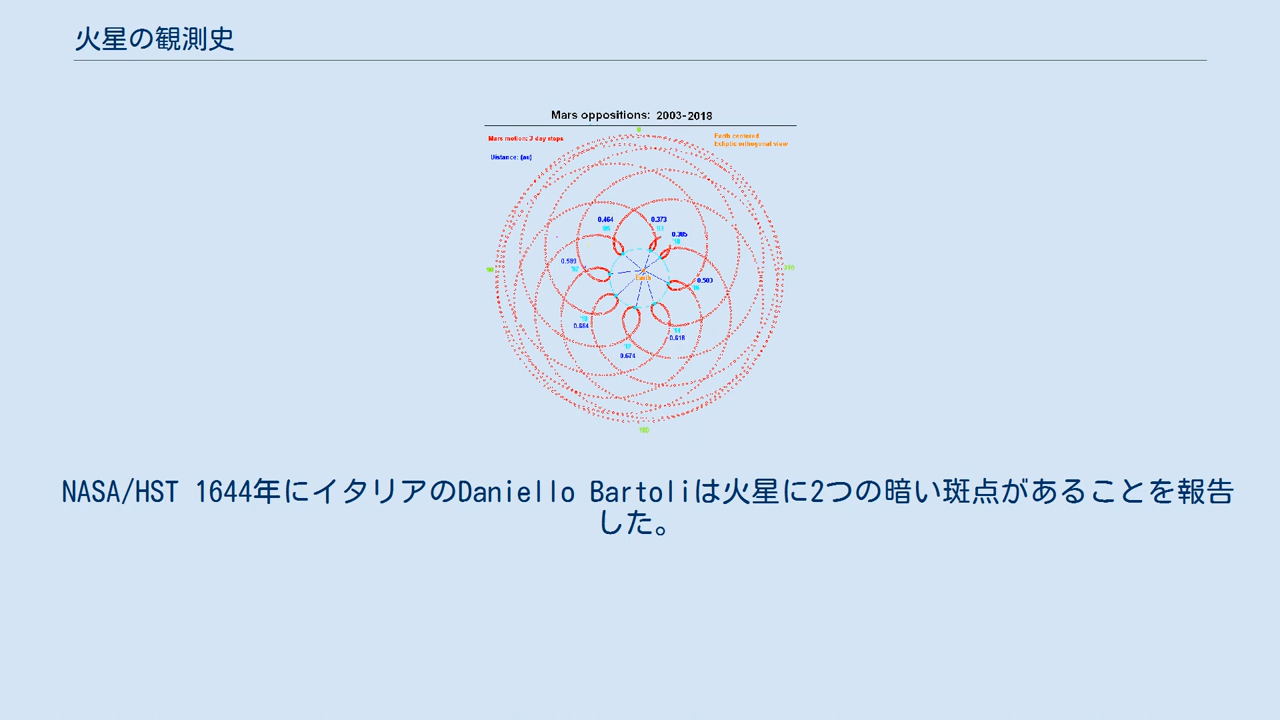 火星の観測史
Mars oppositions: 2003-2018
0
Mars motion: 3 day steps
Earth centered
Ecliptic orthogonal view
Distance: (au)
0.464
0.373
0.385
0.503
0.618
0.674
180
NASA/HST 1644年にイタリアのDaniello Bartoliは火星に2つの暗い斑点があることを報告
した。